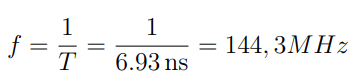 f = 1/T = 1/6.93 ns = 144,3MHz